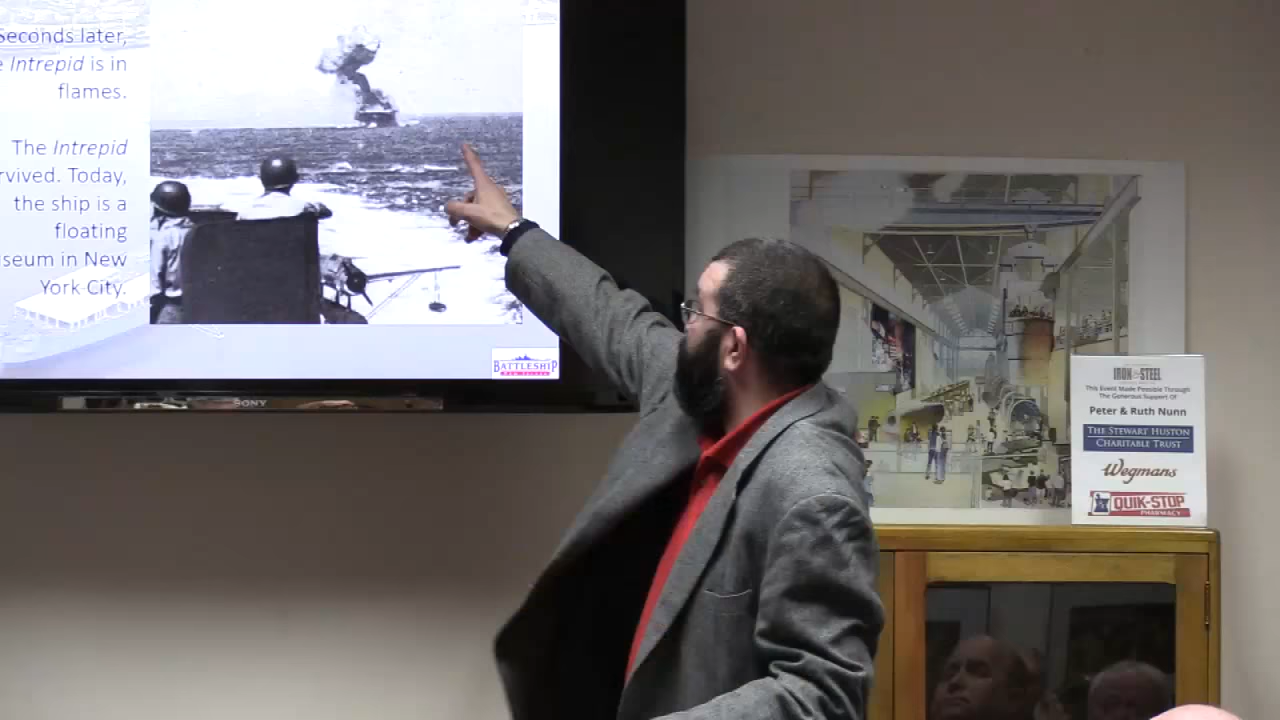 Seconds later,
Intrepid is in
flames.
The Intrepid
Today,
the ship is a
floating
in New
York City.
BATTLESHIP
NEW JERSEY
SONY
IRON & STEEL
This Event Made Possible Through
The Generous Support Of
Peter & Ruth Nunn
THE STEWART HUSTON
CHARITABLE TRUST
Wegmans
QUIK-STOP
PHARMACY